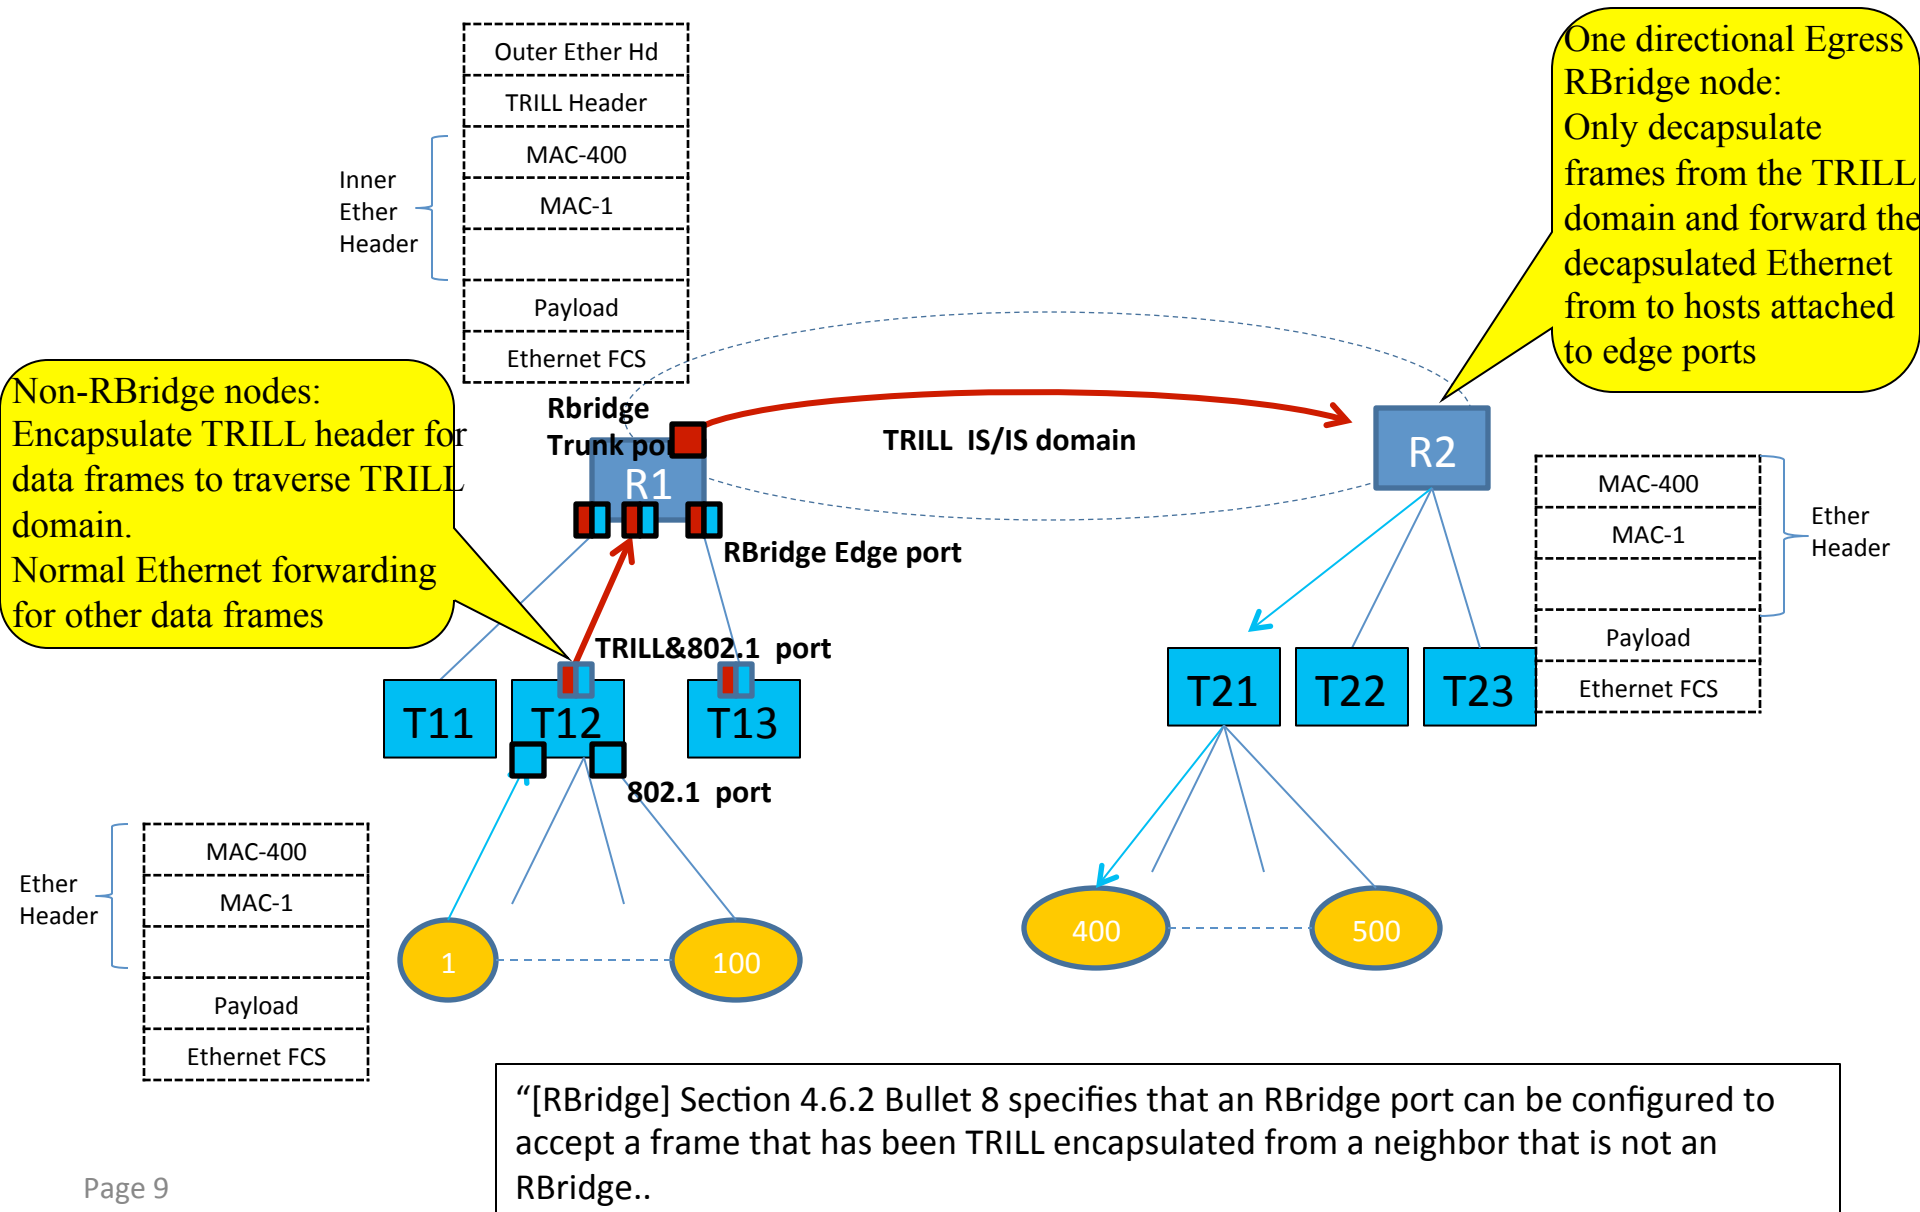 Outer Ether Hd
TRILL Header
MAC-400
MAC-1
Payload
Ethernet FCS
Inner
Ether
Header
One directional Egress
RBridge node:
Only decapsulate
frames from the TRILL
domain and forward the
decapsulated Ethernet
from to hosts attached
to edge ports
Non-RBridge nodes:
Encapsulate TRILL header for
data frames to traverse TRILL
domain.
Normal Ethernet forwarding
for other data frames
Rbridge
Trunk port
R1
TRILL IS/IS domain
R2
RBridge Edge port
MAC-400
MAC-1
Payload
Ethernet FCS
Ether
Header
TRILL&802.1 port
T11
T12
T13
T21
T22
T23
802.1 port
Ether
Header
MAC-400
MAC-1
Payload
Ethernet FCS
1
100
400
500
“[RBridge] Section 4.6.2 Bullet 8 specifies that an RBridge port can be configured to
accept a frame that has been TRILL encapsulated from a neighbor that is not an
RBridge..
Page 9